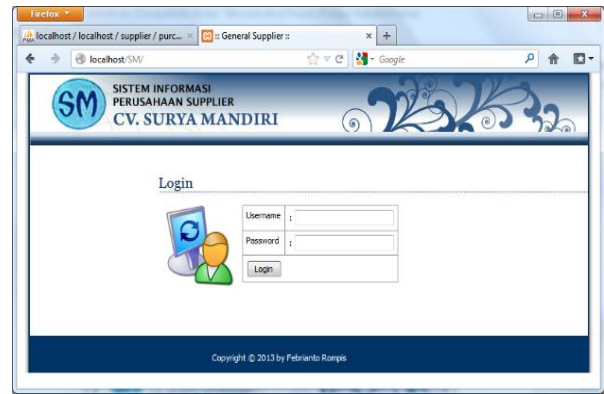 Firefox
localhost / localhost / supplier / purc...
:: General Supplier ::
localhost/SM/
Google
SM
SISTEM INFORMASI
PERUSAHAAN SUPPLIER
CV. SURYA MANDIRI
Login
Username :
Password :
Login
Copyright © 2013 by Febrianto Rompis